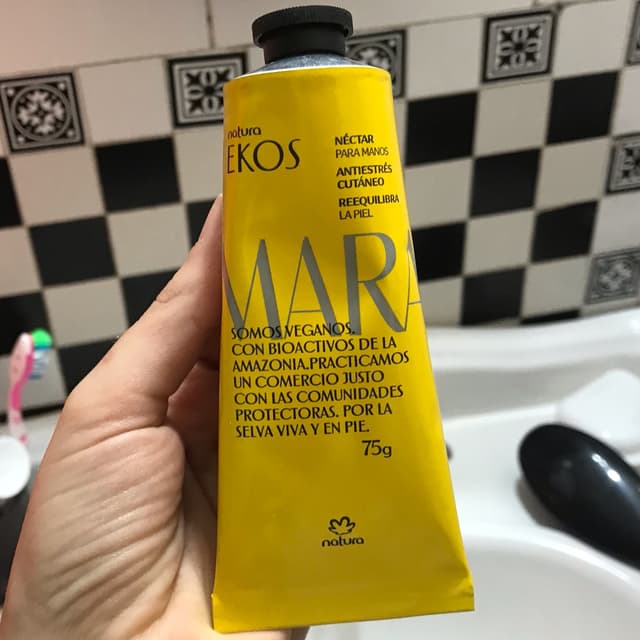 natura
EKOS
NÉCTAR
PARA MANOS
ANTIESTRÉS
CUTÁNEO
REEQUILIBRA
LA PIEL
MARA
SOMOS VEGANOS.
CON BIOACTIVOS DE LA
AMAZONIA.PRACTICAMOS
UN COMERCIO JUSTO
CON LAS COMUNIDADES
PROTECTORAS. POR LA
SELVA VIVA Y EN PIE.
75g
natura